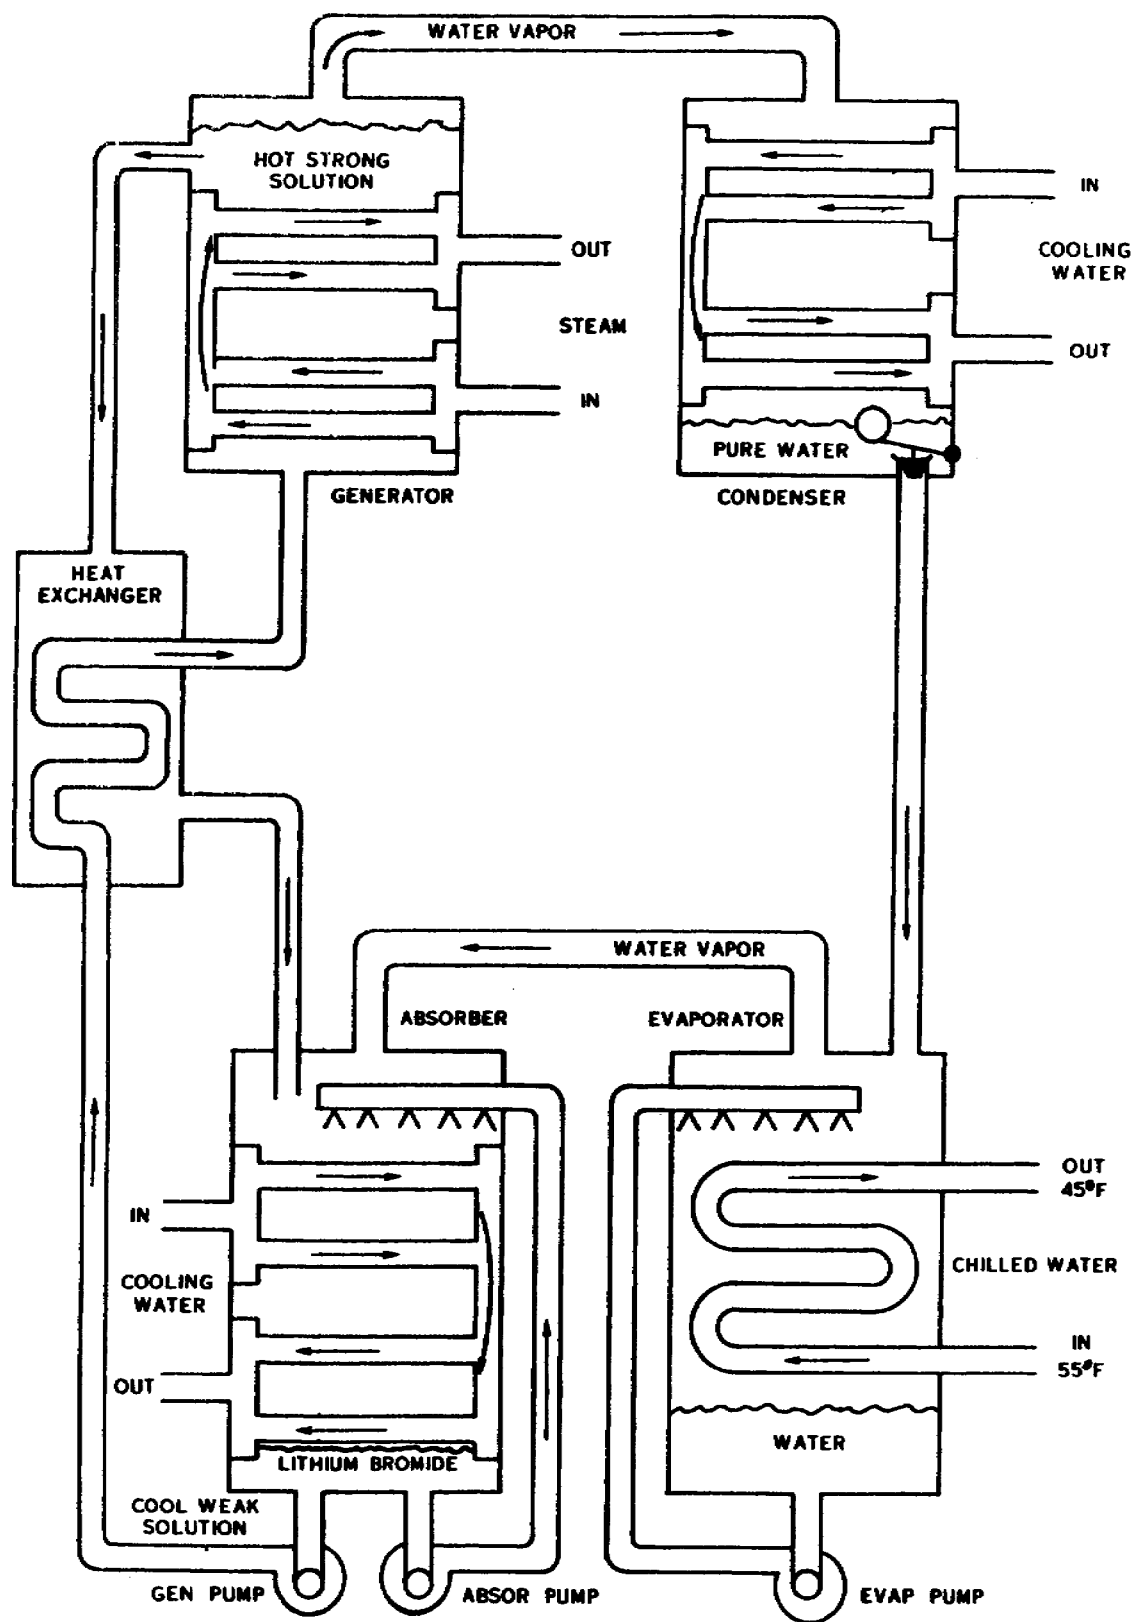 WATER VAPOR
HOT STRONG
SOLUTION
OUT
STEAM
IN
GENERATOR
IN
COOLING
WATER
OUT
PURE WATER
CONDENSER
HEAT
EXCHANGER
WATER VAPOR
ABSORBER
EVAPORATOR
IN
COOLING
WATER
OUT
LITHIUM BROMIDE
OUT
45°F
CHILLED WATER
IN
55°F
WATER
COOL WEAK
SOLUTION
GEN PUMP
ABSOR PUMP
EVAP PUMP